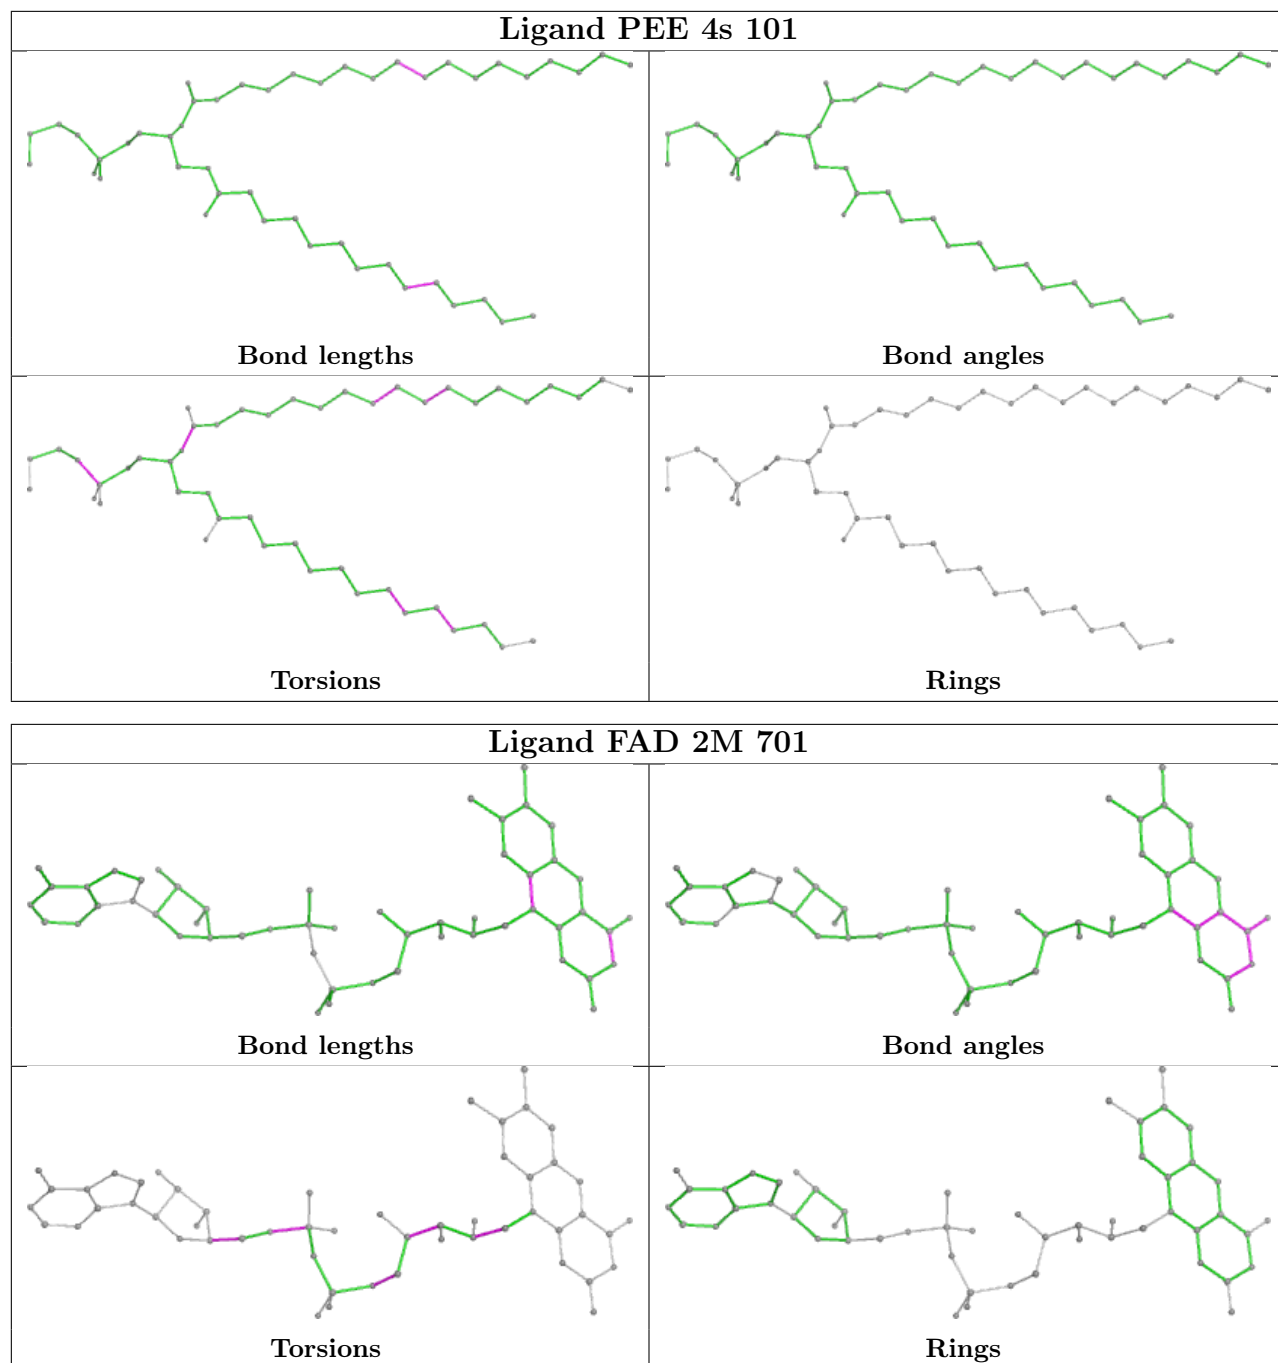 Ligand PEE 4s 101
Bond lengths
Bond angles
Torsions
Rings
Ligand FAD 2M 701
Bond lengths
Bond angles
Torsions
Rings